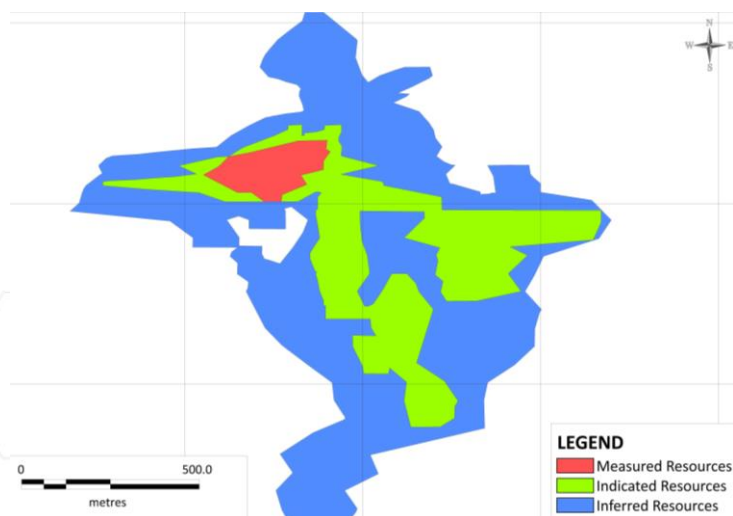 N
W E
S
0 500.0
metres
LEGEND
Measured Resources
Indicated Resources
Inferred Resources